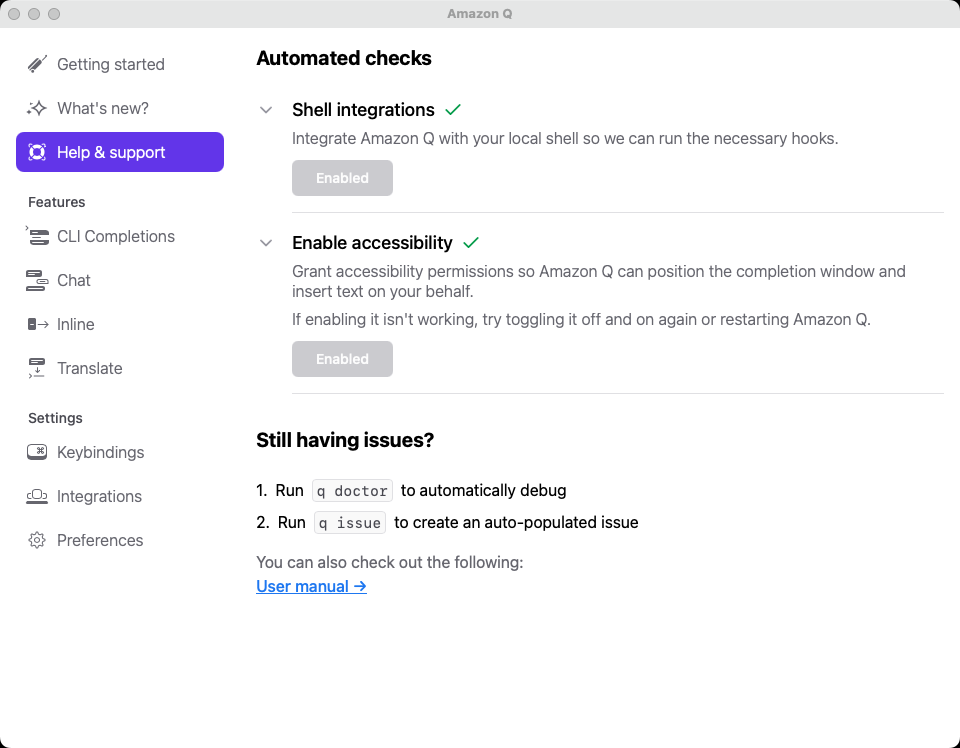 Amazon Q
Getting started
What's new?
Help & support
Features
CLI Completions
Chat
Inline
Translate
Settings
Keybindings
Integrations
Preferences
Automated checks
Shell integrations
Integrate Amazon Q with your local shell so we can run the necessary hooks.
Enabled
Enable accessibility
Grant accessibility permissions so Amazon Q can position the completion window and
insert text on your behalf.
If enabling it isn't working, try toggling it off and on again or restarting Amazon Q.
Enabled
Still having issues?
1. Run q doctor to automatically debug
2. Run q issue to create an auto-populated issue
You can also check out the following:
User manual →